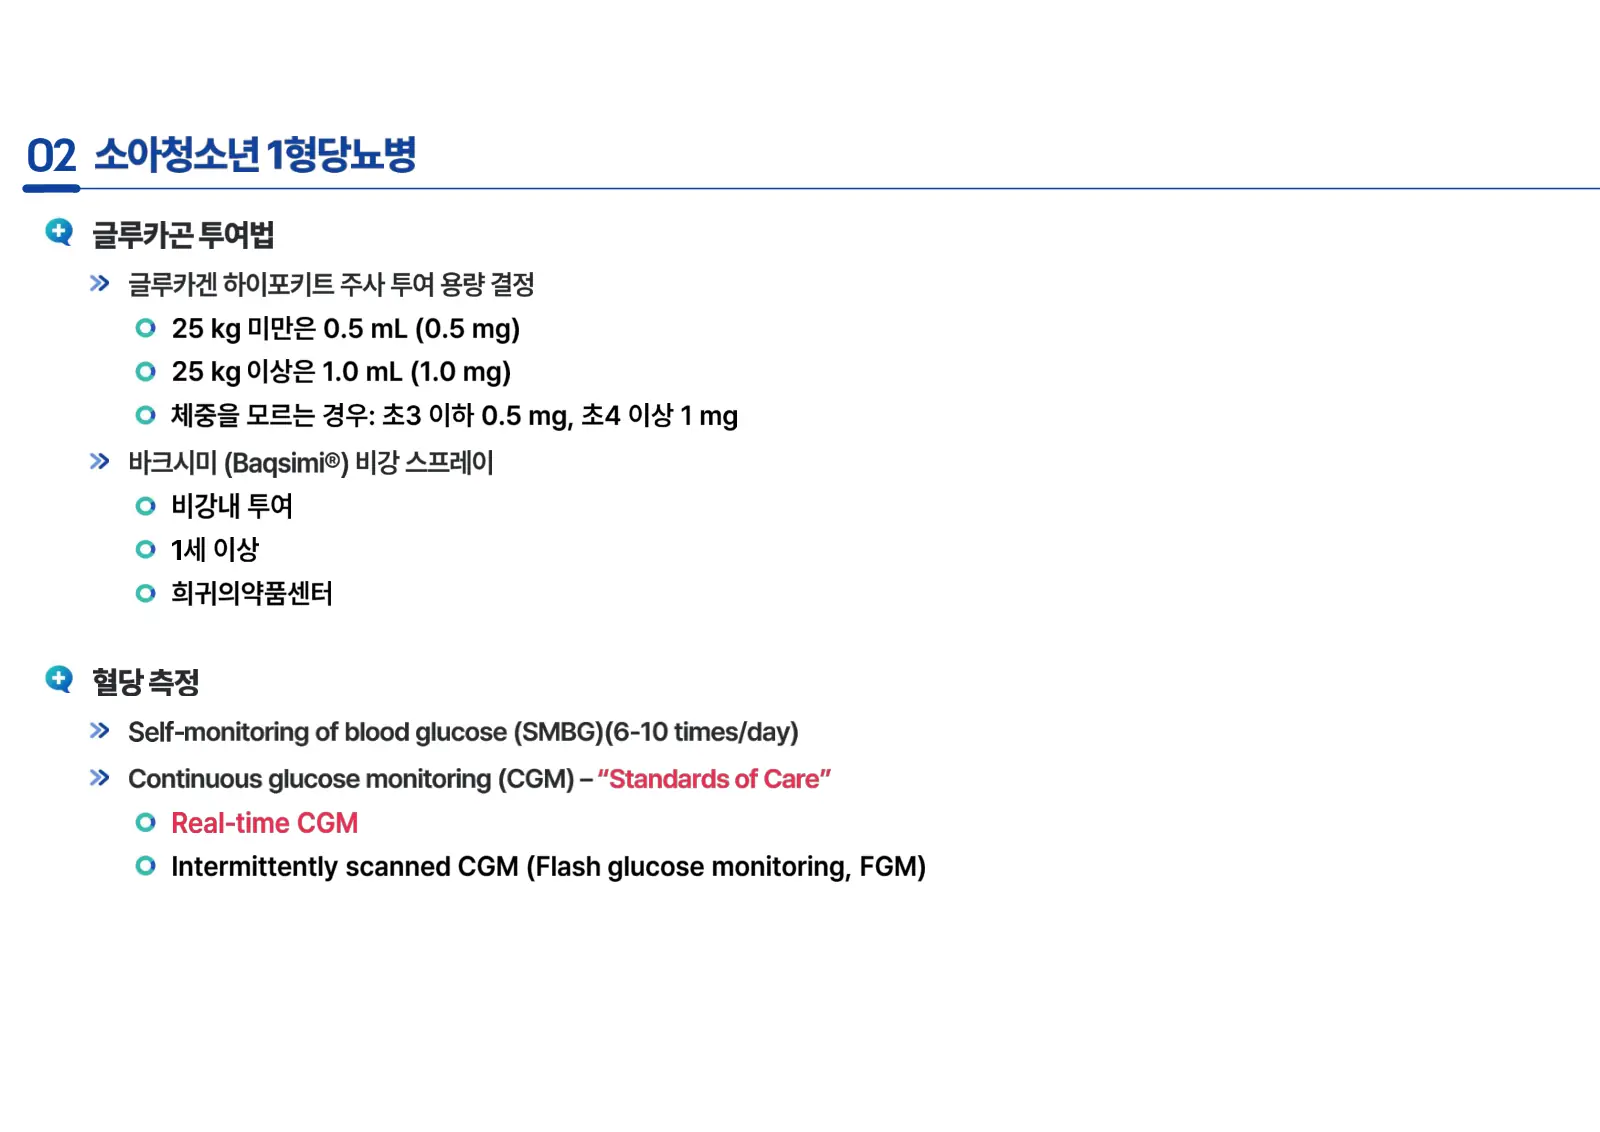 02 소아청소년 1형당뇨병
글루카곤 투여법
글루카겐 하이포키트 주사 투여 용량 결정
25 kg 미만은 0.5 mL (0.5 mg)
25 kg 이상은 1.0 mL (1.0 mg)
체중을 모르는 경우: 초3 이하 0.5 mg, 초4 이상 1 mg
바크시미 (Baqsimi®) 비강 스프레이
비강내 투여
1세 이상
희귀의약품센터
혈당 측정
Self-monitoring of blood glucose (SMBG)(6-10 times/day)
Continuous glucose monitoring (CGM) – “Standards of Care”
Real-time CGM
Intermittently scanned CGM (Flash glucose monitoring, FGM)